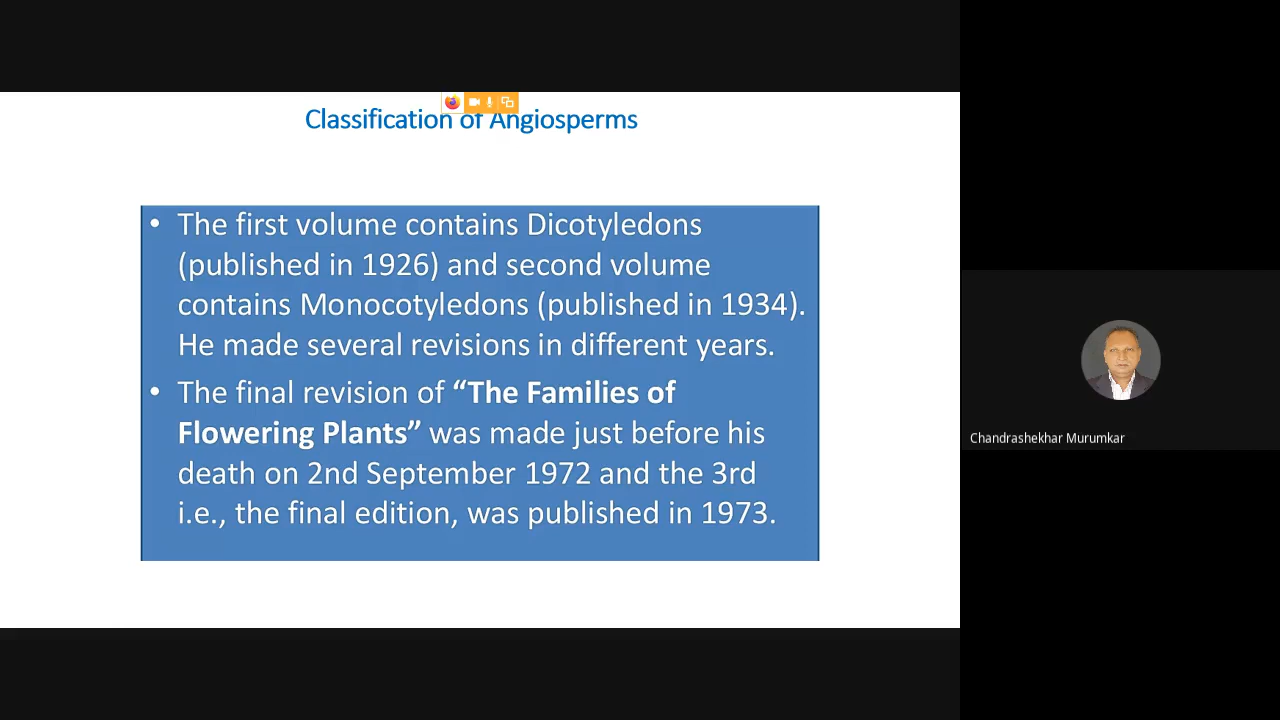 Classification of Angiosperms
• The first volume contains Dicotyledons
(published in 1926) and second volume
contains Monocotyledons (published in 1934).
He made several revisions in different years.
• The final revision of “The Families of
Flowering Plants” was made just before his
death on 2nd September 1972 and the 3rd
i.e., the final edition, was published in 1973.
Chandrashekhar Murumkar